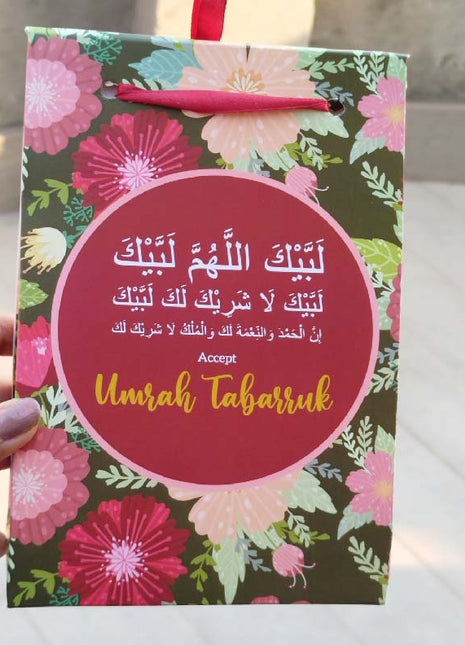 لَبَّيْكَ اللَّهُمَّ لَبَّيْكَ
لَبَّيْكَ لَا شَرِيْكَ لَكَ لَبَّيْكَ
اِنَّ الْحَمْدَ وَالنِّعْمَةَ لَكَ وَالْمُلْكَ لَا شَرِيْكَ لَكَ
Accept
Umrah Tabarruk